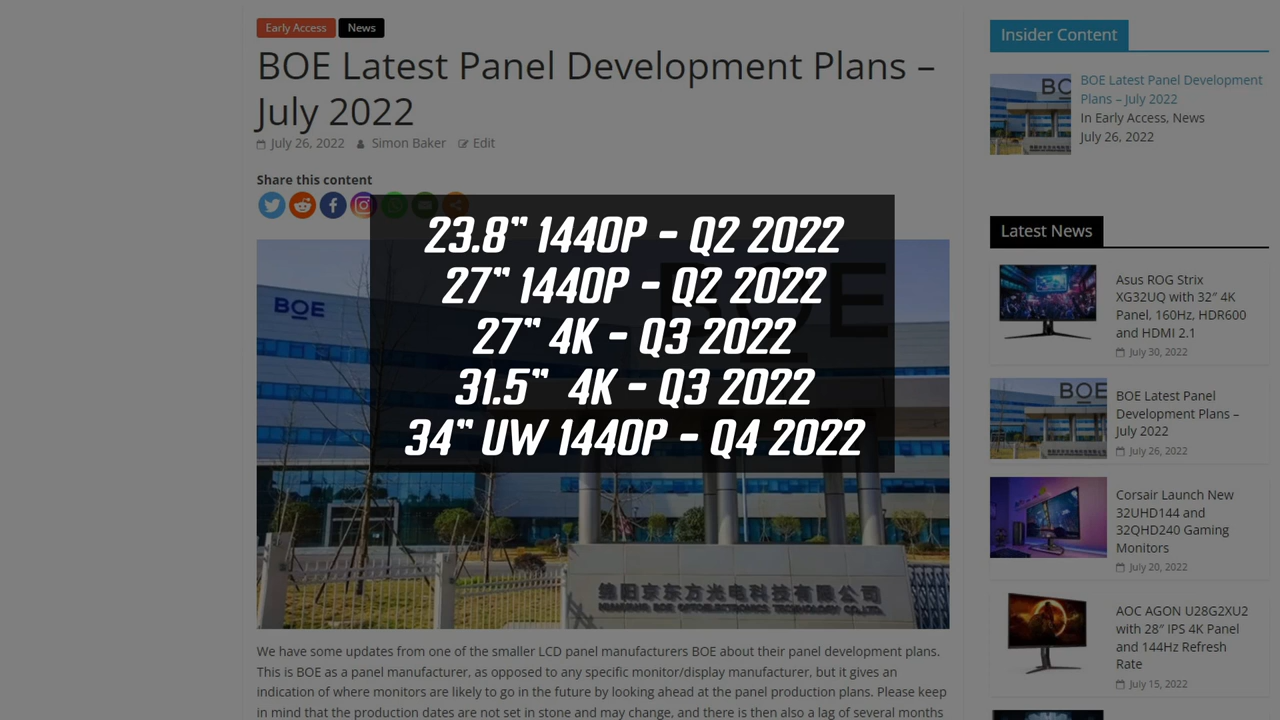 Early Access News
BOE Latest Panel Development Plans –
July 2022
July 26, 2022 Simon Baker Edit
Share this content
23.8" 1440P - Q2 2022
27" 1440P - Q2 2022
27" 4K - Q3 2022
31.5" 4K - Q3 2022
34" UW 1440P - Q4 2022
BOE
BOE
绵阳京东方光电科技有限公司
We have some updates from one of the smaller LCD panel manufacturers BOE about their panel development plans.
This is BOE as a panel manufacturer, as opposed to any specific monitor/display manufacturer, but it gives an
indication of where monitors are likely to go in the future by looking ahead at the panel production plans. Please keep
in mind that the production dates are not set in stone and may change, and there is then also a lag of several months
Insider Content
BOE Latest Panel Development
Plans – July 2022
In Early Access, News
July 26, 2022
Latest News
Asus ROG Strix
XG32UQ with 32″ 4K
Panel, 160Hz, HDR600
and HDMI 2.1
July 30, 2022
BOE
BOE Latest Panel
Development Plans –
July 2022
July 26, 2022
Corsair Launch New
32UHD144 and
32QHD240 Gaming
Monitors
July 20, 2022
AOC AGON U28G2XU2
with 28″ IPS 4K Panel
and 144Hz Refresh
Rate
July 15, 2022